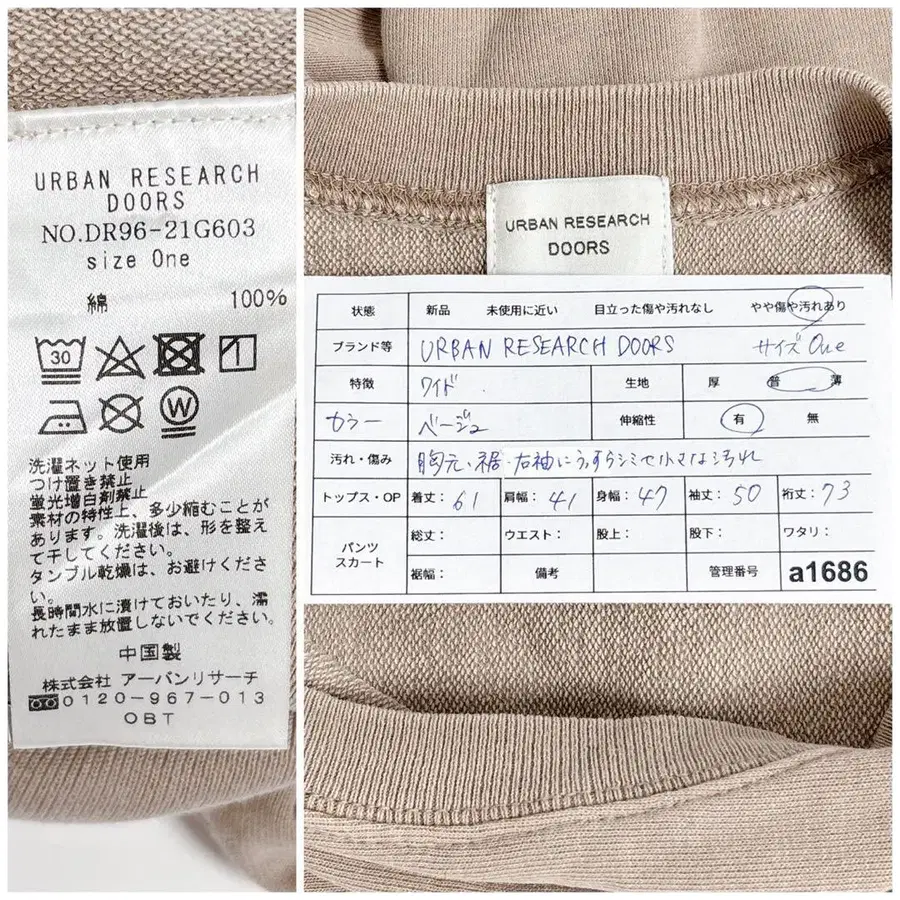 URBAN RESEARCH
DOORS
NO.DR96-21G603
size One
綿 100%
30
W
洗濯ネット使用
つけ置き禁止
蛍光増白剤禁止
素材の特性上、多少縮むことが
あります。洗濯後は、形を整え
て干してください。
タンブル乾燥は、お避けくださ
い。
長時間水に漬けておいたり、濡
れたまま放置しないでください。
中国製
株式会社 アーバンリサーチ
0120-967-013
OBT
URBAN RESEARCH
DOORS
状態 新品 未使用に近い 目立った傷や汚れなし やや傷や汚れあり
ブランド等 URBAN RESEARCH DOORS サイズ One
特徴 ワイド 生地 厚 普 薄
カラー ベージュ 伸縮性 有 無
汚れ・傷み 胸元・裾・右袖にうすらシミや小さな汚れ
トップス・OP 着丈：61 肩幅：41 身幅：47 袖丈：50 裄丈：73
パンツ スカート 総丈： ウエスト： 股上： 股下： ワタリ：
裾幅： 備考 管理番号 a1686